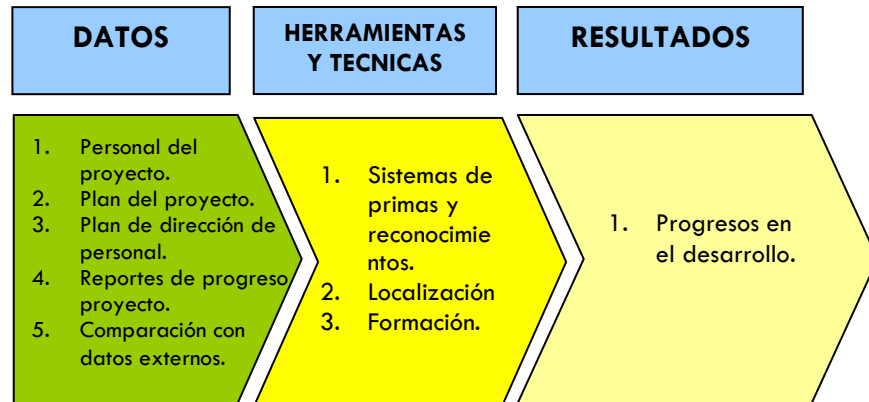 DATOS
HERRAMIENTAS
Y TECNICAS
RESULTADOS
1. Personal del
proyecto.
2. Plan del proyecto.
3. Plan de dirección de
personal.
4. Reportes de progreso
proyecto.
5. Comparación con
datos externos.
1. Sistemas de
primas y
reconocimie
ntos.
2. Localización
3. Formación.
1. Progresos en
el desarrollo.